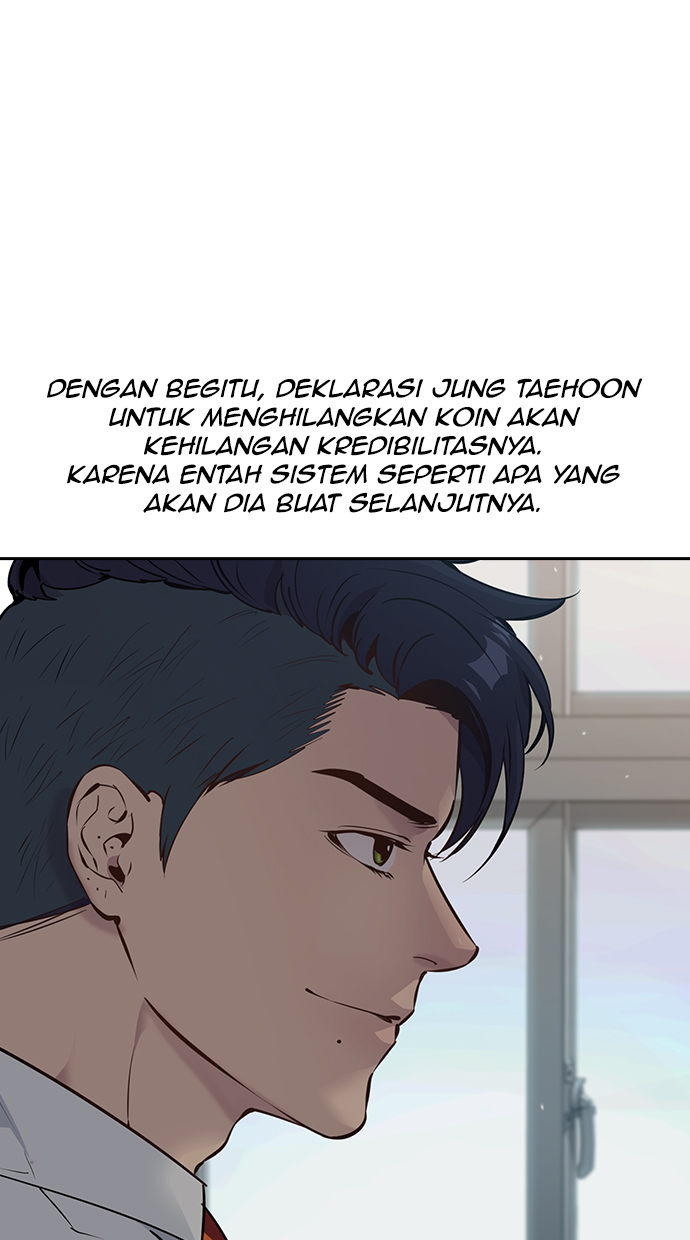 DENGAN BEGITU, DEKLARASI JUNG TAEHOON
UNTUK MENGHILANGKAN KOIN AKAN
KEHILANGAN KREDIBILITASNYA.
KARENA ENTAH SISTEM SEPERTI APA YANG
AKAN DIA BUAT SELANJUTNYA.